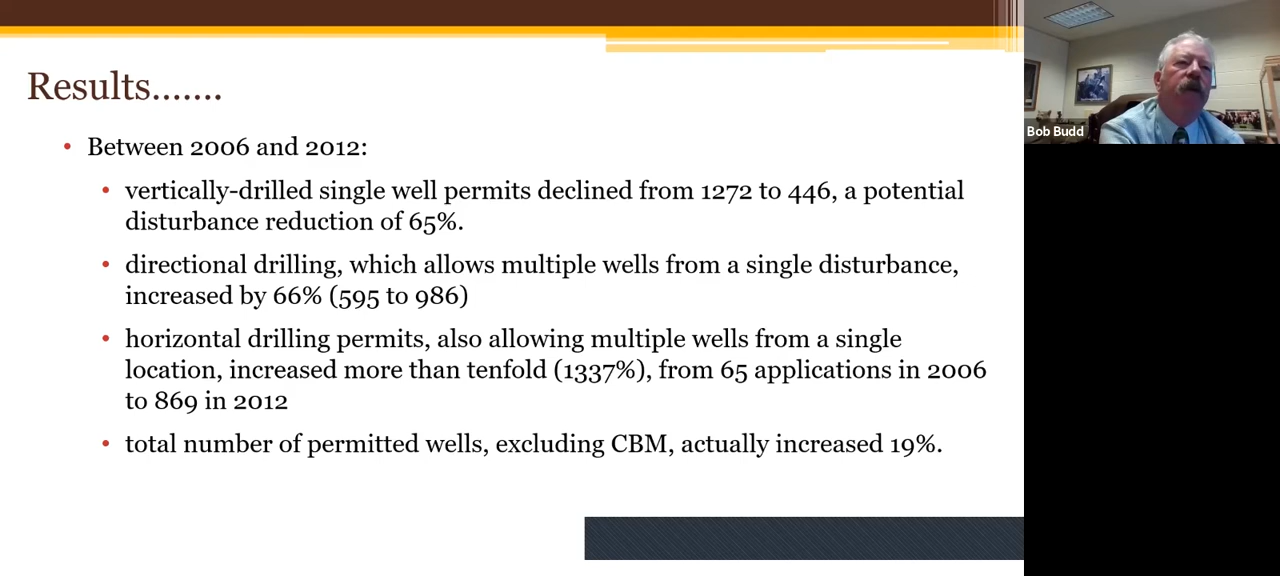 Results.......
• Between 2006 and 2012:
• vertically-drilled single well permits declined from 1272 to 446, a potential
disturbance reduction of 65%.
• directional drilling, which allows multiple wells from a single disturbance,
increased by 66% (595 to 986)
• horizontal drilling permits, also allowing multiple wells from a single
location, increased more than tenfold (1337%), from 65 applications in 2006
to 869 in 2012
• total number of permitted wells, excluding CBM, actually increased 19%.
Bob Budd